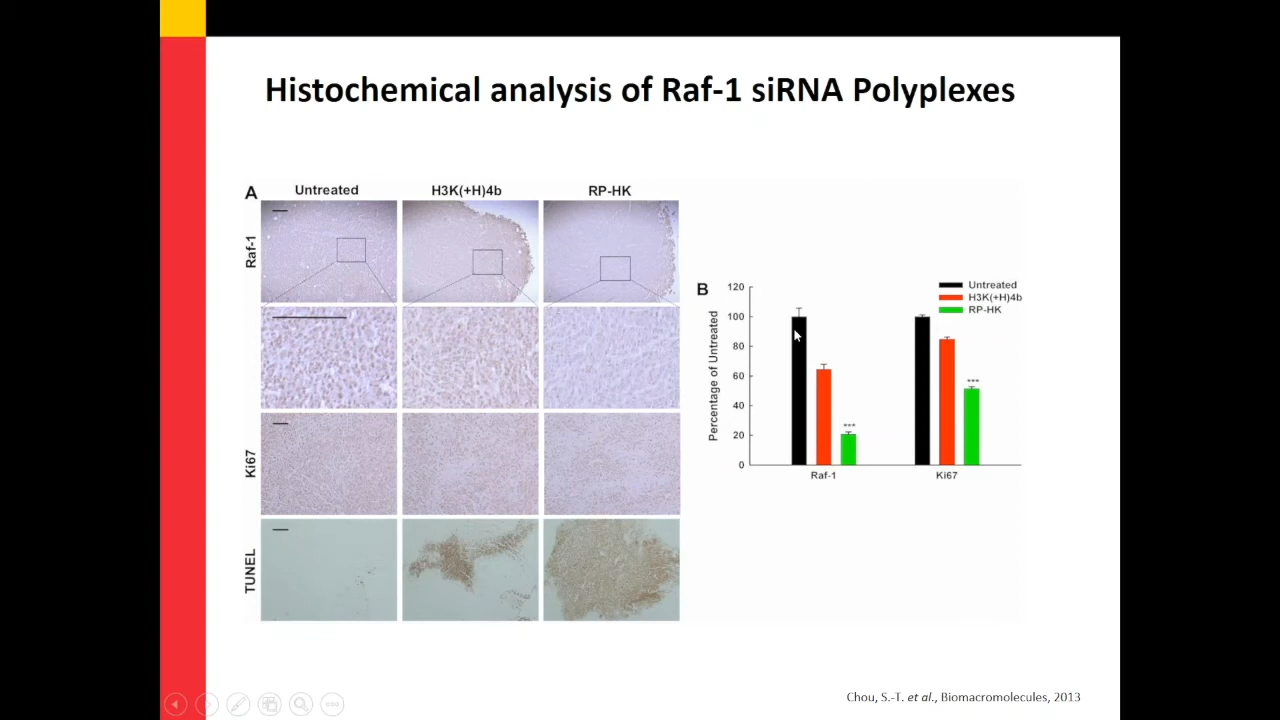 Histochemical analysis of Raf-1 siRNA Polyplexes
A
Untreated
H3K(+H)4b
RP-HK
Raf-1
Ki67
TUNEL
B
Percentage of Untreated
120
100
80
60
40
20
0
Untreated
H3K(+H)4b
RP-HK
***
***
Raf-1
Ki67
Chou, S.-T. et al., Biomacromolecules, 2013